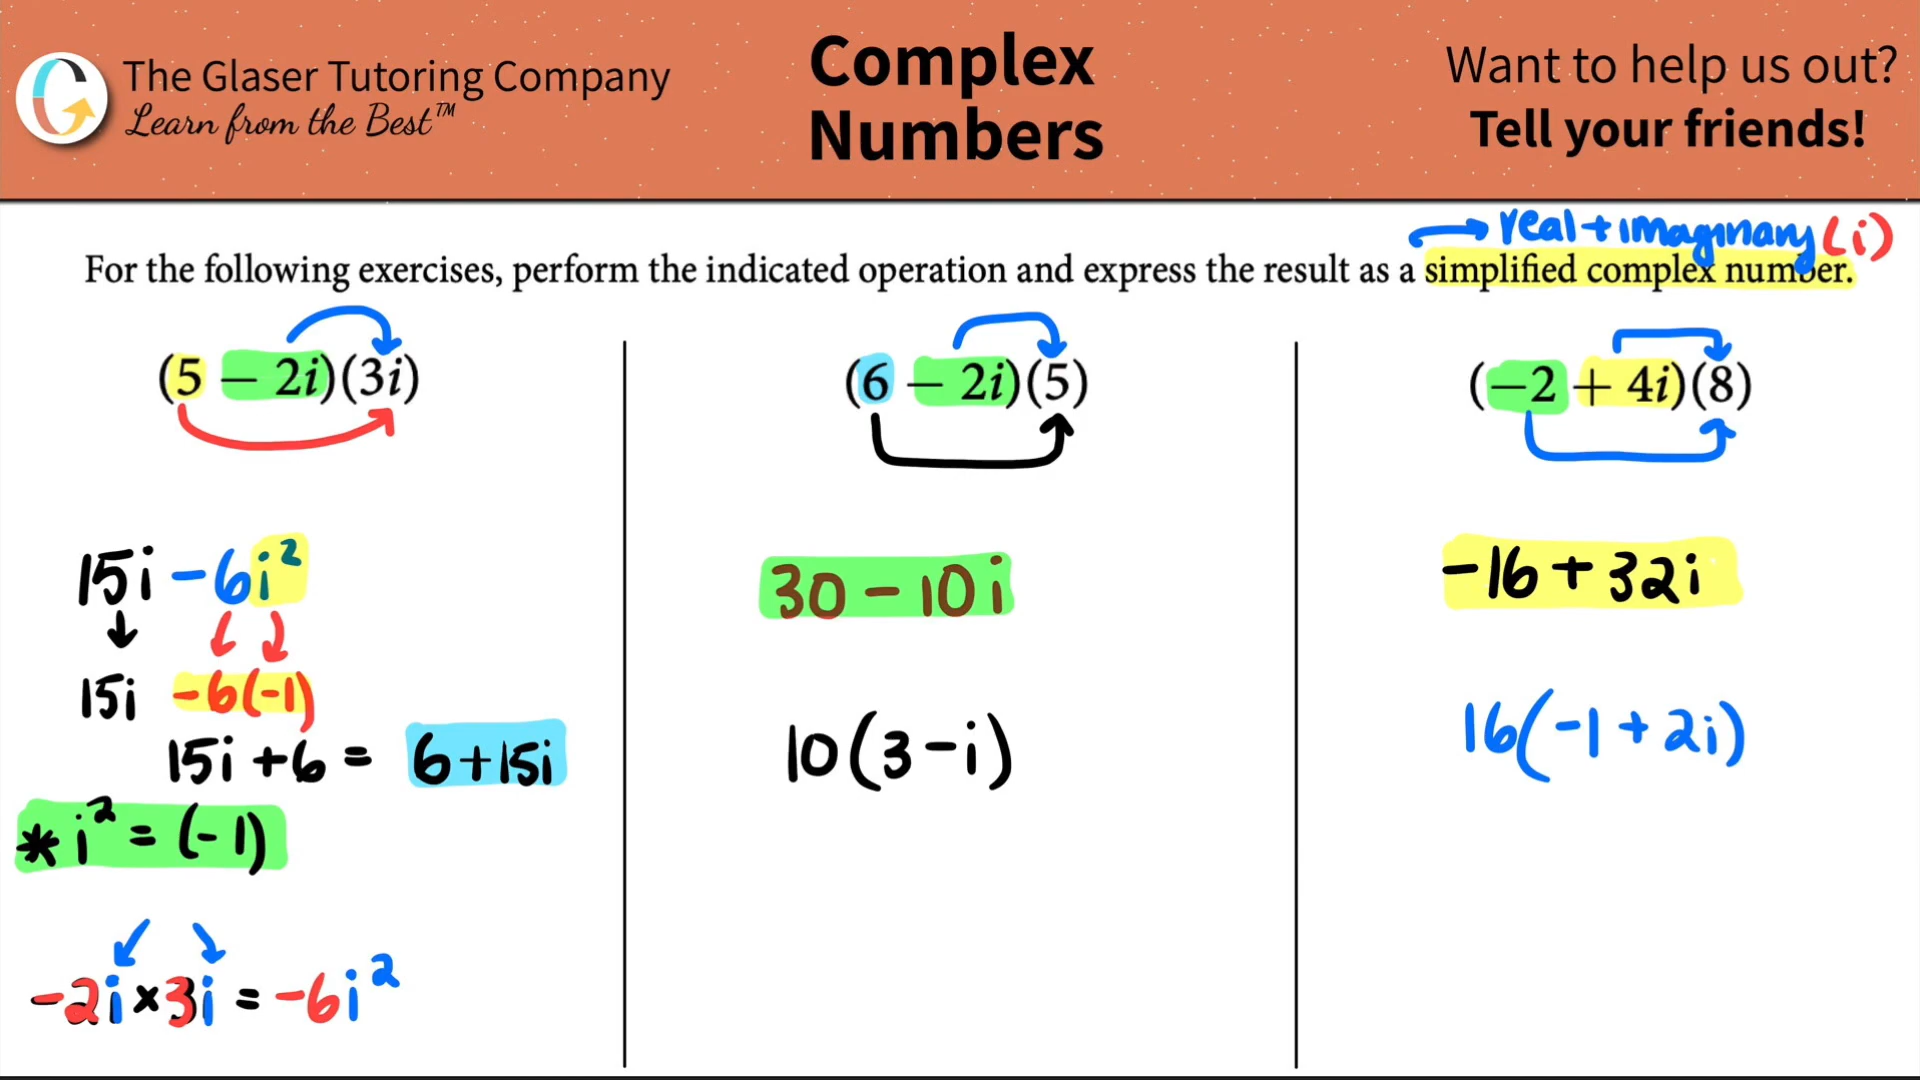 The Glaser Tutoring Company
Learn from the Best™
Complex
Numbers
Want to help us out?
Tell your friends!
real + imaginary (i)
For the following exercises, perform the indicated operation and express the result as a simplified complex number.
(5 − 2i)(3i)
15i − 6i²
15i −6(−1)
15i + 6 = 6 + 15i
* i² = (−1)
−2i × 3i = −6i²
(6 − 2i)(5)
30 − 10i
10(3 − i)
(−2 + 4i)(8)
−16 + 32i
16(−1 + 2i)